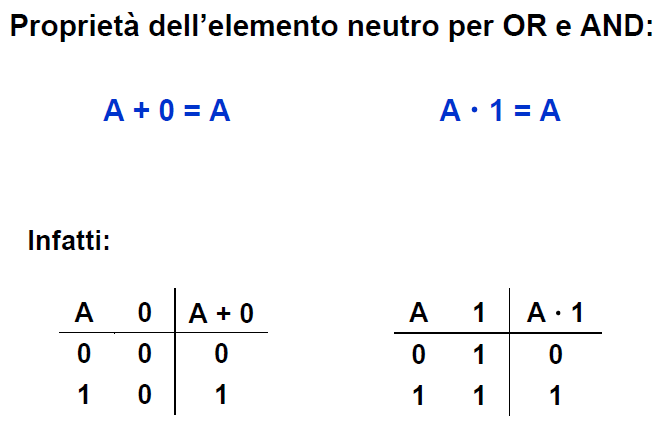 Proprietà dell’elemento neutro per OR e AND:
A + 0 = A    A · 1 = A
Infatti:
A 0 A + 0    A 1 A · 1
0 0 0    0 1 0
1 0 1    1 1 1